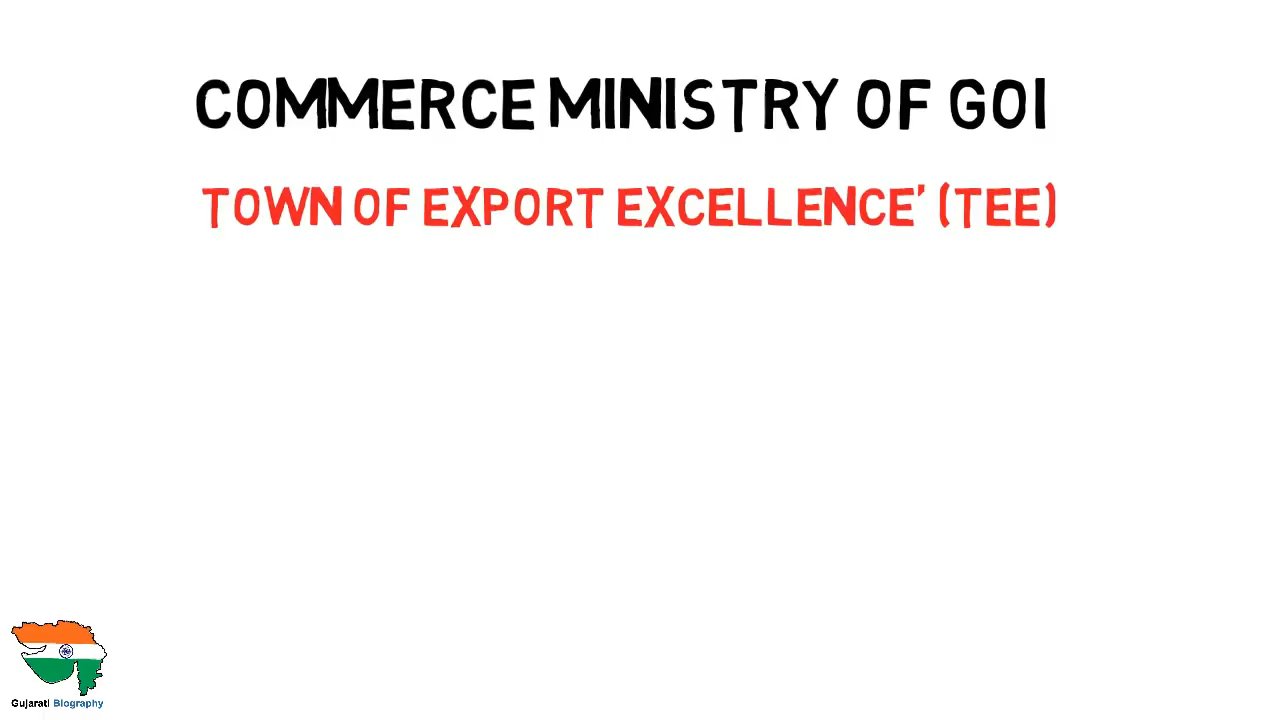 COMMERCE MINISTRY OF GOI
TOWN OF EXPORT EXCELLENCE' (TEE)
Gujarati Biography